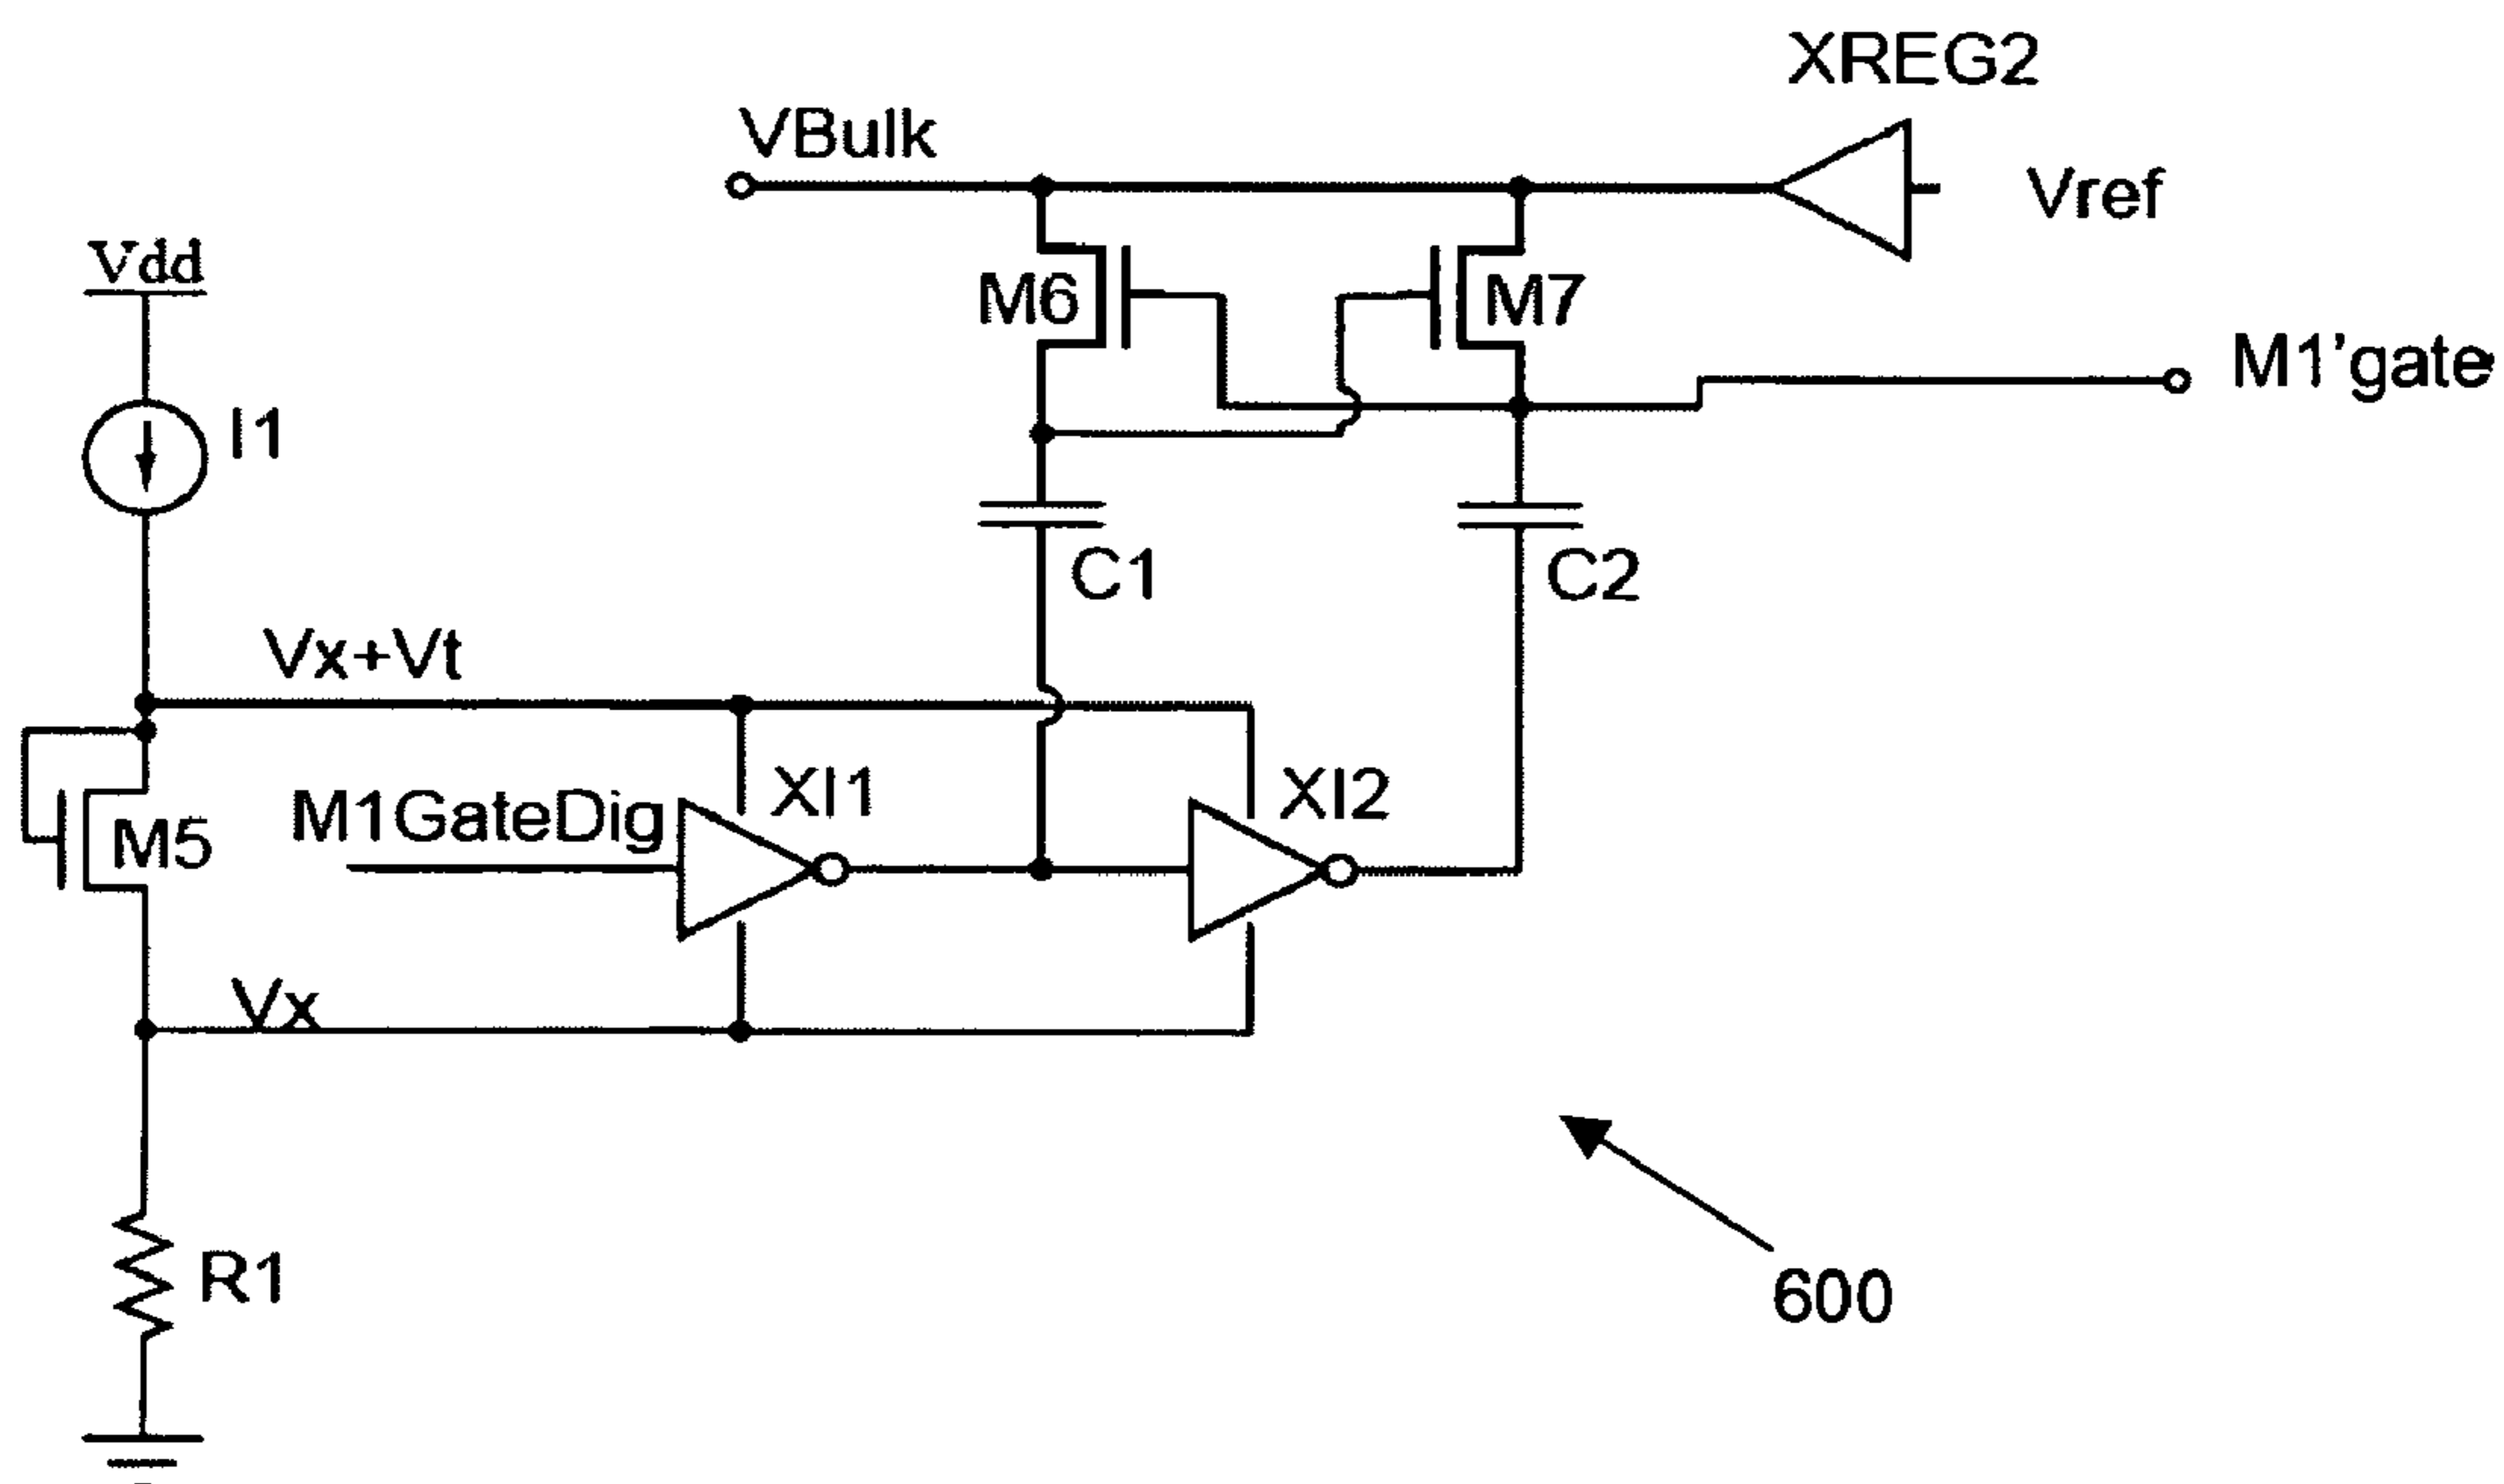 XREG2
VBulk
Vref
Vdd
M6
M7
M1'gate
I1
C1
C2
Vx+Vt
XI1
XI2
M1GateDig
M5
Vx
R1
600